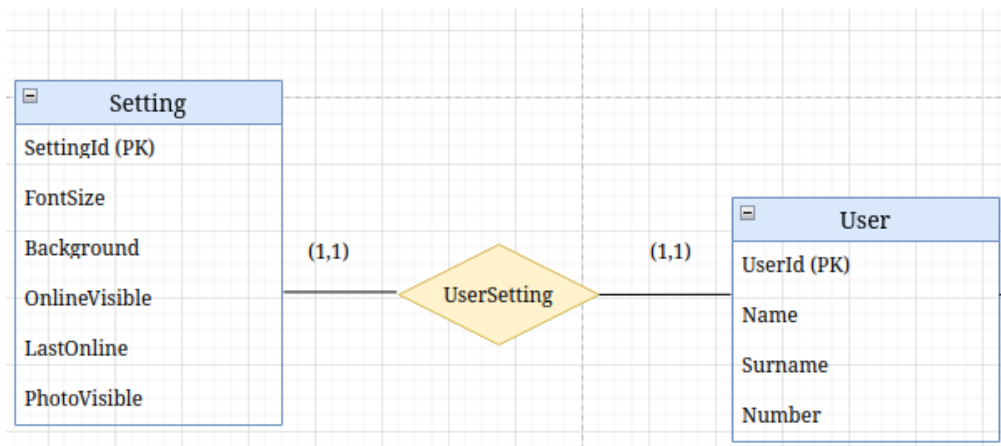 Setting
SettingId (PK)
FontSize
Background
OnlineVisible
LastOnline
PhotoVisible
(1,1)
UserSetting
(1,1)
User
UserId (PK)
Name
Surname
Number